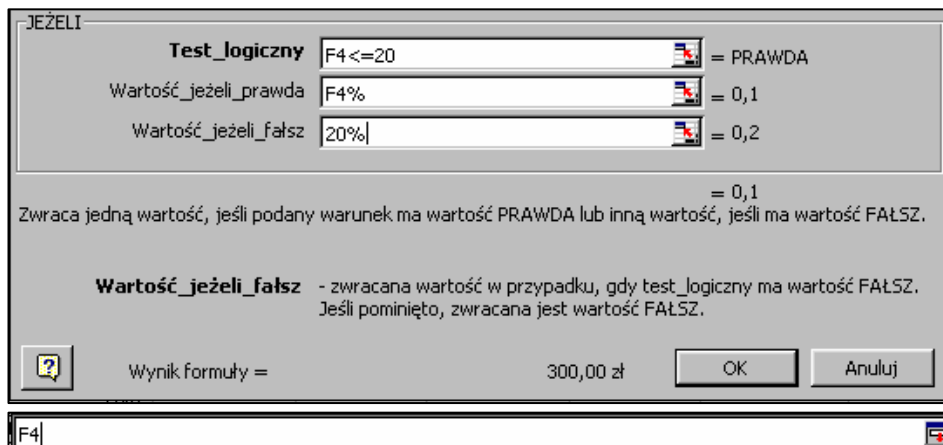 JEŻELI
Test_logiczny F4<=20 = PRAWDA
Wartość_jeżeli_prawda F4% = 0,1
Wartość_jeżeli_fałsz 20% = 0,2
= 0,1
Zwraca jedną wartość, jeśli podany warunek ma wartość PRAWDA lub inną wartość, jeśli ma wartość FAŁSZ.
Wartość_jeżeli_fałsz - zwracana wartość w przypadku, gdy test_logiczny ma wartość FAŁSZ.
Jeśli pominięto, zwracana jest wartość FAŁSZ.
? Wynik formuły = 300,00 zł OK Anuluj
F4